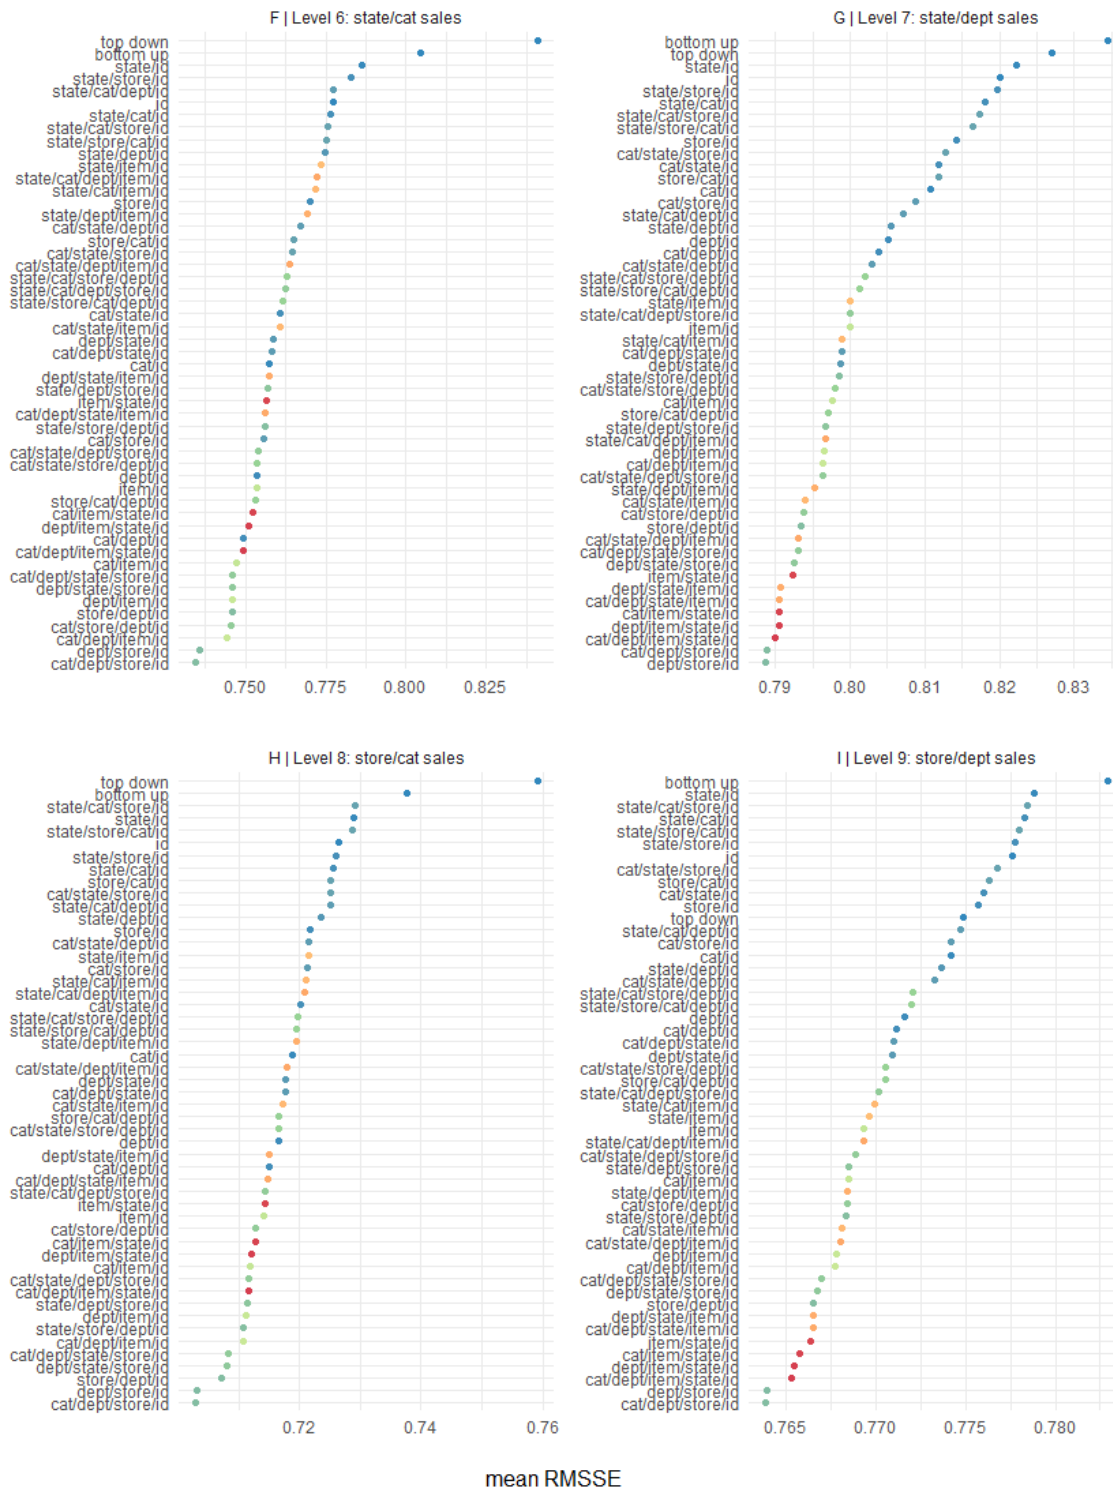 F | Level 6: state/cat sales
top down
bottom up
state/id
state/store/id
state/cat/dept/id
id
state/cat/id
state/cat/store/id
state/store/cat/id
state/dept/id
state/item/id
state/cat/dept/item/id
state/cat/item/id
store/id
state/dept/item/id
cat/state/dept/id
store/cat/id
cat/state/store/id
cat/state/dept/item/id
state/cat/store/dept/id
state/cat/dept/store/id
state/store/cat/dept/id
cat/state/id
cat/state/item/id
dept/state/id
cat/dept/state/id
cat/id
dept/state/item/id
state/dept/store/id
item/state/id
cat/dept/state/item/id
state/store/dept/id
cat/store/id
cat/state/dept/store/id
cat/state/store/dept/id
dept/id
item/id
store/cat/dept/id
cat/item/state/id
dept/item/state/id
cat/dept/id
cat/dept/item/state/id
cat/item/id
cat/dept/state/store/id
dept/state/store/id
dept/item/id
store/dept/id
cat/store/dept/id
cat/dept/item/id
dept/store/id
cat/dept/store/id
0.750 0.775 0.800 0.825
G | Level 7: state/dept sales
bottom up
top down
state/id
id
state/store/id
state/cat/id
state/cat/store/id
state/store/cat/id
store/id
cat/state/store/id
cat/state/id
store/cat/id
cat/id
cat/store/id
state/cat/dept/id
state/dept/id
dept/id
cat/dept/id
cat/state/dept/id
state/cat/store/dept/id
state/store/cat/dept/id
state/item/id
state/cat/dept/store/id
item/id
state/cat/item/id
cat/dept/state/id
dept/state/id
state/store/dept/id
cat/state/store/dept/id
cat/item/id
store/cat/dept/id
state/dept/store/id
state/cat/dept/item/id
dept/item/id
cat/dept/item/id
cat/state/dept/store/id
state/dept/item/id
cat/state/item/id
cat/store/dept/id
store/dept/id
cat/state/dept/item/id
cat/dept/state/store/id
dept/state/store/id
item/state/id
dept/state/item/id
cat/dept/state/item/id
cat/item/state/id
dept/item/state/id
cat/dept/item/state/id
cat/dept/store/id
dept/store/id
0.79 0.80 0.81 0.82 0.83
H | Level 8: store/cat sales
top down
bottom up
state/cat/store/id
state/id
state/store/cat/id
id
state/store/id
state/cat/id
store/cat/id
cat/state/store/id
state/cat/dept/id
state/dept/id
store/id
cat/state/dept/id
state/item/id
cat/store/id
state/cat/item/id
state/cat/dept/item/id
cat/state/id
state/cat/store/dept/id
state/store/cat/dept/id
state/dept/item/id
cat/id
cat/state/dept/item/id
dept/state/id
cat/dept/state/id
cat/state/item/id
store/cat/dept/id
cat/state/store/dept/id
dept/id
dept/state/item/id
cat/dept/id
cat/dept/state/item/id
state/cat/dept/store/id
item/state/id
item/id
cat/store/dept/id
cat/item/state/id
dept/item/state/id
cat/item/id
cat/state/dept/store/id
cat/dept/item/state/id
state/dept/store/id
dept/item/id
state/store/dept/id
cat/dept/item/id
cat/dept/state/store/id
dept/state/store/id
store/dept/id
dept/store/id
cat/dept/store/id
0.72 0.74 0.76
I | Level 9: store/dept sales
bottom up
state/id
state/cat/store/id
state/cat/id
state/store/cat/id
state/store/id
id
cat/state/store/id
store/cat/id
cat/state/id
store/id
top down
state/cat/dept/id
cat/store/id
cat/id
state/dept/id
cat/state/dept/id
state/cat/store/dept/id
state/store/cat/dept/id
dept/id
cat/dept/id
cat/dept/state/id
dept/state/id
cat/state/store/dept/id
store/cat/dept/id
state/cat/dept/store/id
state/cat/item/id
state/item/id
item/id
state/cat/dept/item/id
cat/state/dept/store/id
state/dept/store/id
cat/item/id
state/dept/item/id
cat/store/dept/id
state/store/dept/id
cat/state/item/id
cat/state/dept/item/id
dept/item/id
cat/dept/item/id
cat/dept/state/store/id
dept/state/store/id
store/dept/id
dept/state/item/id
cat/dept/state/item/id
item/state/id
cat/item/state/id
dept/item/state/id
cat/dept/item/state/id
dept/store/id
cat/dept/store/id
0.765 0.770 0.775 0.780
mean RMSSE